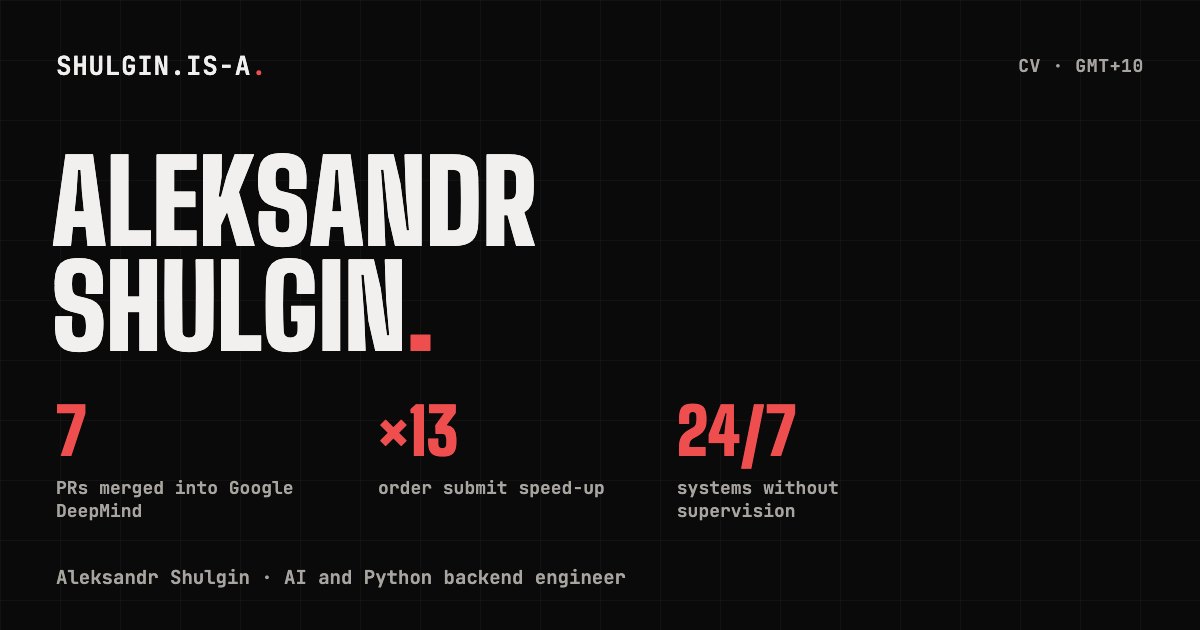 SHULGIN.IS-A.
CV · GMT+10
ALEKSANDR
SHULGIN.
7
PRs merged into Google
DeepMind
×13
order submit speed-up
24/7
systems without
supervision
Aleksandr Shulgin · AI and Python backend engineer